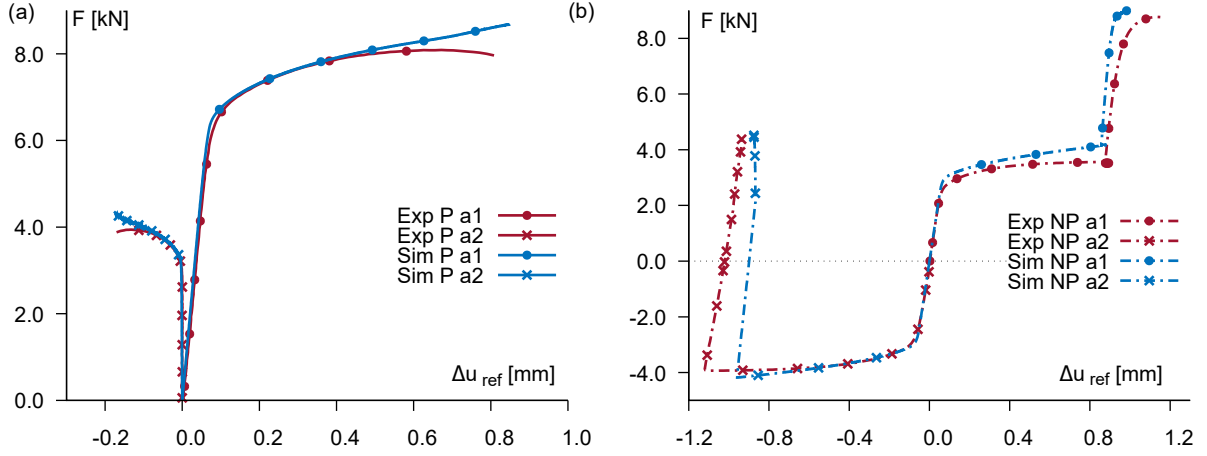 (a)
F [kN]
8.0
6.0
4.0
2.0
0.0
Exp P a1
Exp P a2
Sim P a1
Sim P a2
Δu ref [mm]
-0.2 0.0 0.2 0.4 0.6 0.8 1.0
(b)
F [kN]
8.0
6.0
4.0
2.0
0.0
-2.0
-4.0
Exp NP a1
Exp NP a2
Sim NP a1
Sim NP a2
Δu ref [mm]
-1.2 -0.8 -0.4 0.0 0.4 0.8 1.2